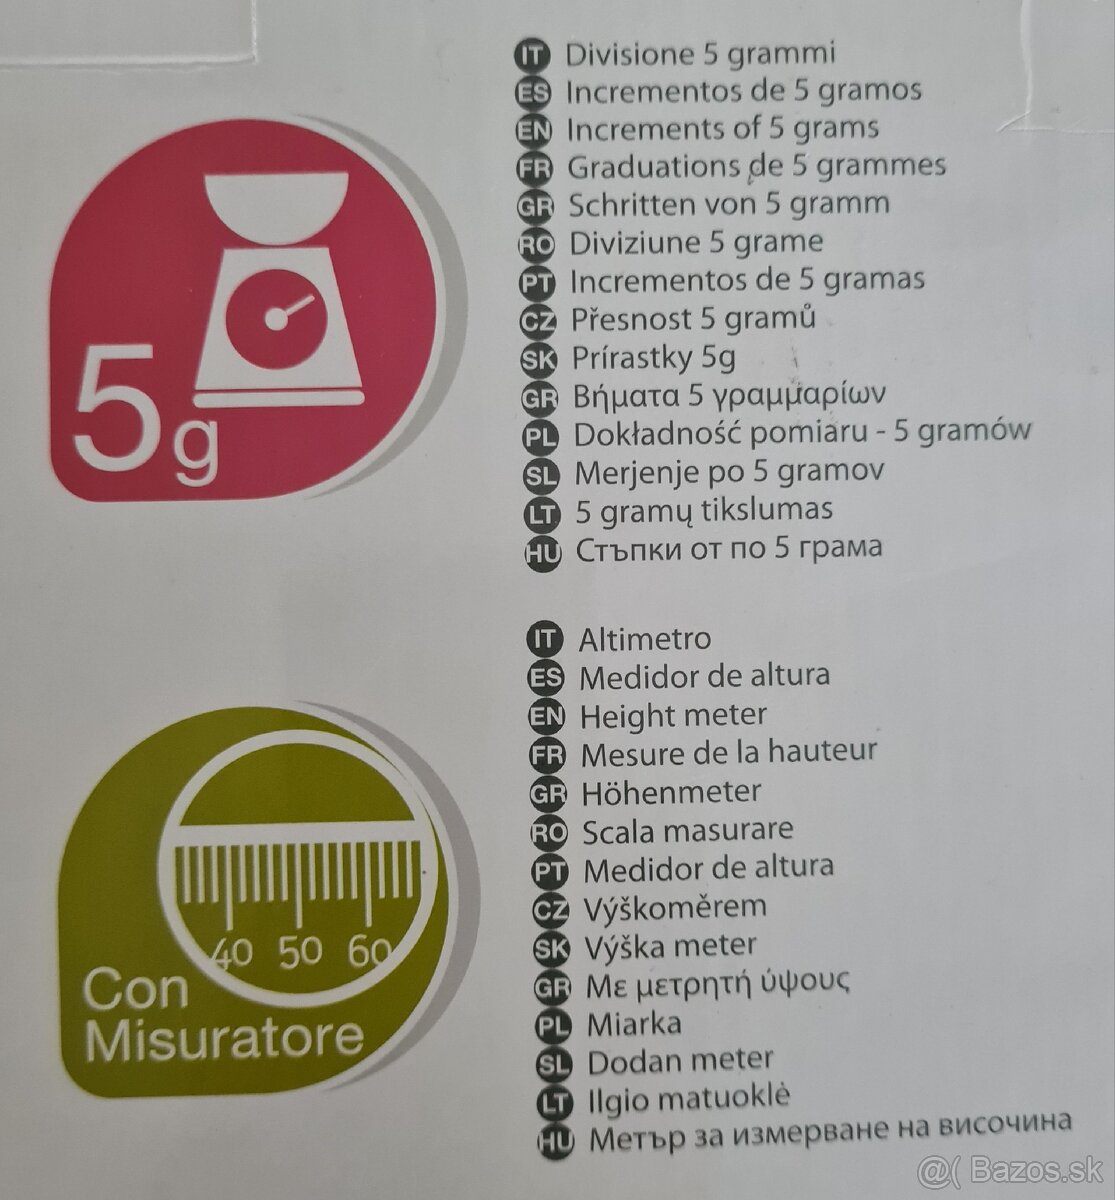 5g
IT Divisione 5 grammi
ES Incrementos de 5 gramos
EN Increments of 5 grams
FR Graduations de 5 grammes
GR Schritten von 5 gramm
RO Diviziune 5 grame
PT Incrementos de 5 gramas
CZ Přesnost 5 gramů
SK Prírastky 5g
GR Βήματα 5 γραμμαρίων
PL Dokładność pomiaru - 5 gramów
SL Merjenje po 5 gramov
LT 5 gramų tikslumas
HU Стъпки от по 5 грама
40 50 60
Con
Misuratore
IT Altimetro
ES Medidor de altura
EN Height meter
FR Mesure de la hauteur
GR Höhenmeter
RO Scala masurare
PT Medidor de altura
CZ Výškoměrem
SK Výška meter
GR Με μετρητή ύψους
PL Miarka
SL Dodan meter
LT Ilgio matuoklė
HU Метър за измерване на височина
@( Bazos.sk